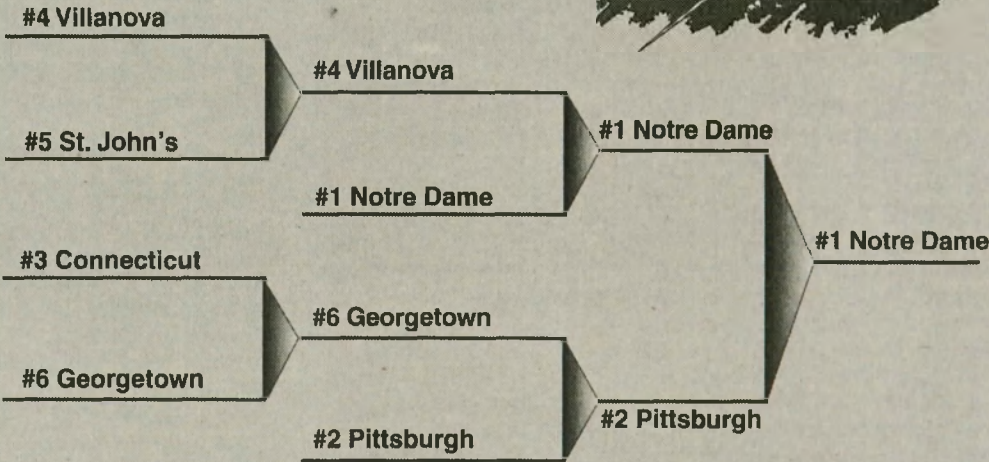 #4 Villanova
#4 Villanova
#1 Notre Dame
#5 St. John's
#1 Notre Dame
#1 Notre Dame
#3 Connecticut
#6 Georgetown
#6 Georgetown
#2 Pittsburgh
#2 Pittsburgh